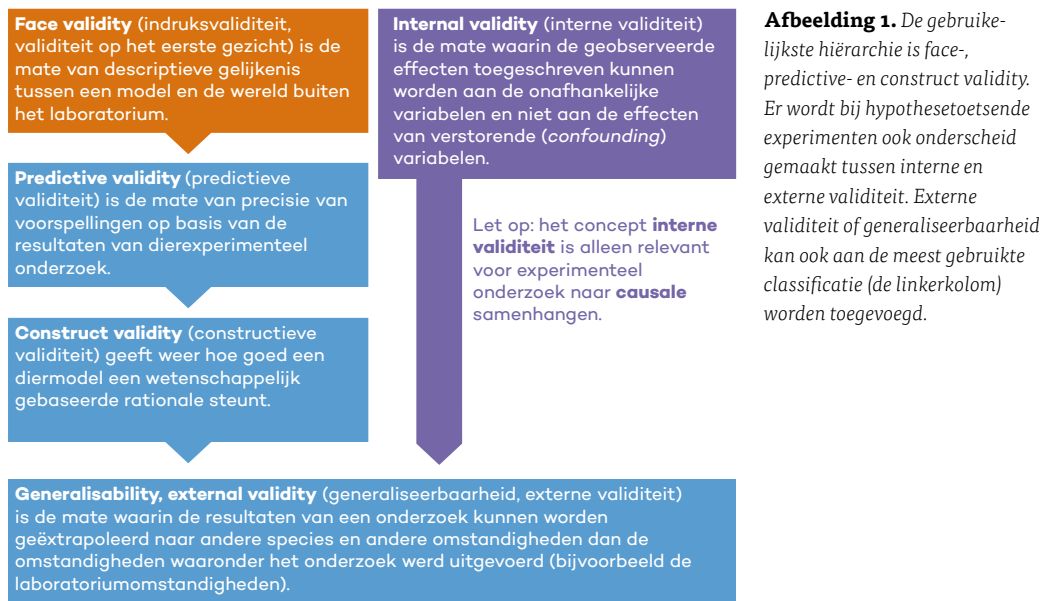 Face validity (indruksvaliditeit,
validiteit op het eerste gezicht) is de
mate van descriptieve gelijkenis
tussen een model en de wereld buiten
het laboratorium.
Predictive validity (predictieve
validiteit) is de mate van precisie van
voorspellingen op basis van de
resultaten van dierexperimenteel
onderzoek.
Construct validity (constructieve
validiteit) geeft weer hoe goed een
diermodel een wetenschappelijk
gebaseerde rationale steunt.
Internal validity (interne validiteit)
is de mate waarin de geobserveerde
effecten toegeschreven kunnen
worden aan de onafhankelijke
variabelen en niet aan de effecten
van verstorende (confounding)
variabelen.
Let op: het concept interne
validiteit is alleen relevant
voor experimenteel
onderzoek naar causale
samenhangen.
Generalisability, external validity (generaliseerbaarheid, externe validiteit)
is de mate waarin de resultaten van een onderzoek kunnen worden
geëxtrapoleerd naar andere species en andere omstandigheden dan de
omstandigheden waaronder het onderzoek werd uitgevoerd (bijvoorbeeld de
laboratoriumomstandigheden).
Afbeelding 1. De gebruike-
lijkste hiërarchie is face-,
predictive- en construct validity.
Er wordt bij hypothesetoetsende
experimenten ook onderscheid
gemaakt tussen interne en
externe validiteit. Externe
validiteit of generaliseerbaarheid
kan ook aan de meest gebruikte
classificatie (de linkerkolom)
worden toegevoegd.